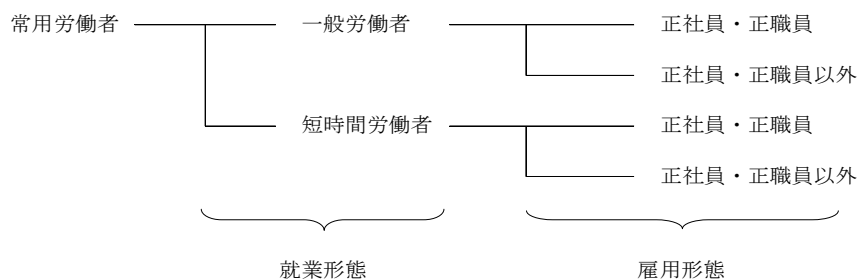 常用労働者 一般労働者 正社員・正職員
正社員・正職員以外
短時間労働者 正社員・正職員
正社員・正職員以外
就業形態 雇用形態